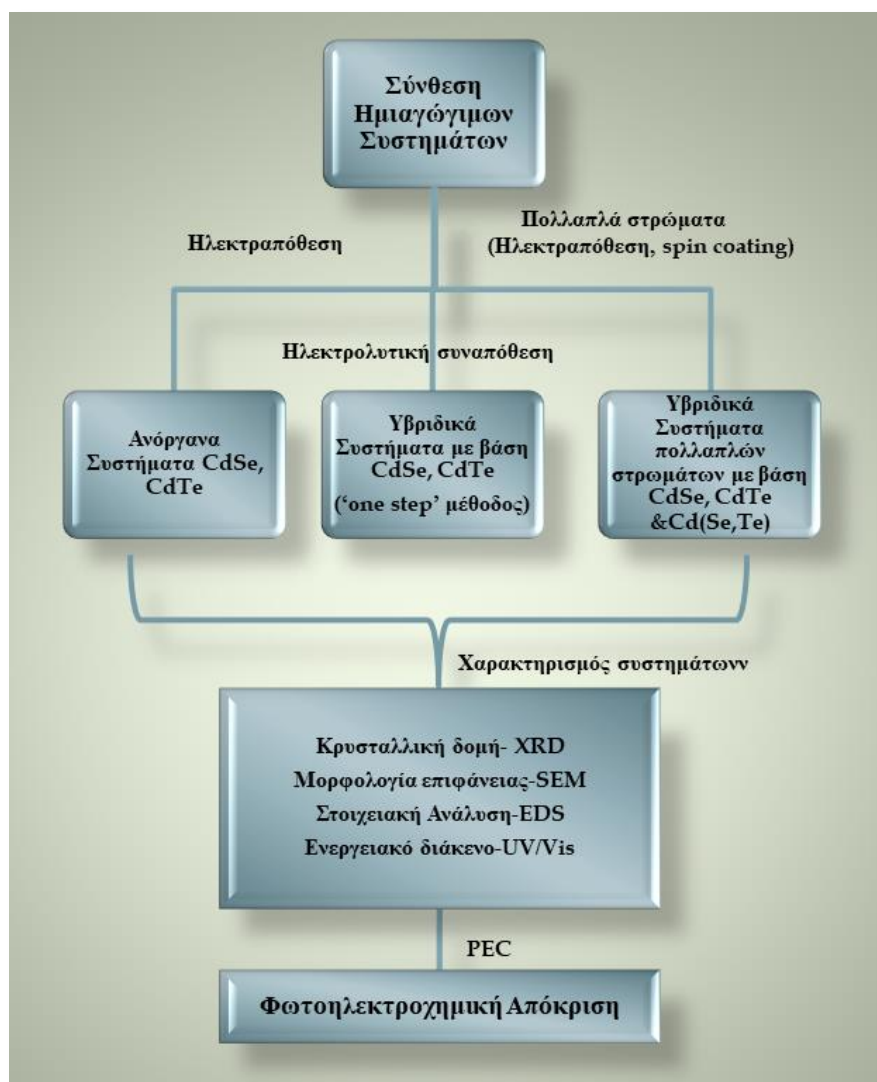 Σύνθεση
Ημιαγώγιμων
Συστημάτων
Ηλεκτραπόθεση
Πολλαπλά στρώματα
(Ηλεκτραπόθεση, spin coating)
Ηλεκτρολυτική συναπόθεση
Ανόργανα
Συστήματα CdSe,
CdTe
Υβριδικά
Συστήματα με βάση
CdSe, CdTe
(‘one step’ μέθοδος)
Υβριδικά
Συστήματα
πολλαπλών
στρωμάτων με βάση
CdSe, CdTe
&Cd(Se,Te)
Χαρακτηρισμός συστημάτωνν
Κρυσταλλική δομή- XRD
Μορφολογία επιφάνειας-SEM
Στοιχειακή Ανάλυση-EDS
Ενεργειακό διάκενο-UV/Vis
PEC
Φωτοηλεκτροχημική Απόκριση